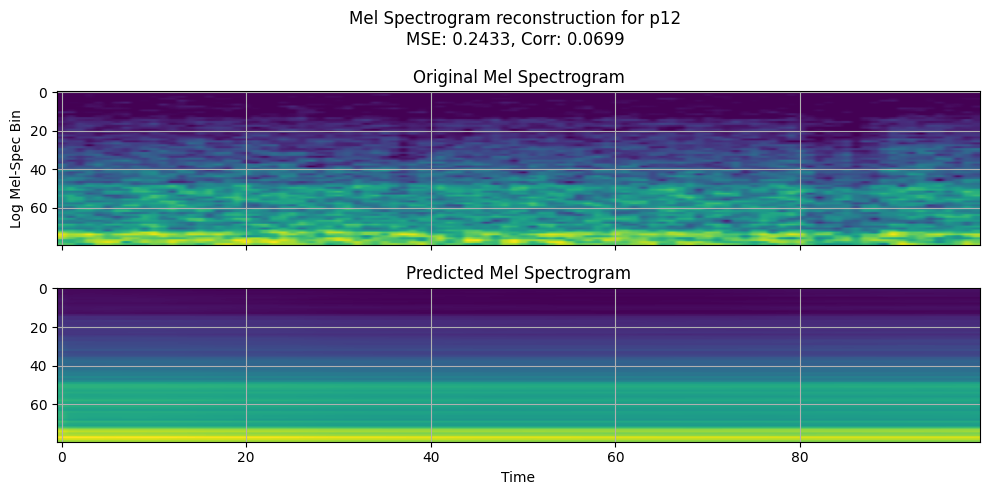 Mel Spectrogram reconstruction for p12
MSE: 0.2433, Corr: 0.0699
Original Mel Spectrogram
Log Mel-Spec Bin
0
20
40
60
Predicted Mel Spectrogram
0
20
40
60
0 20 40 60 80
Time